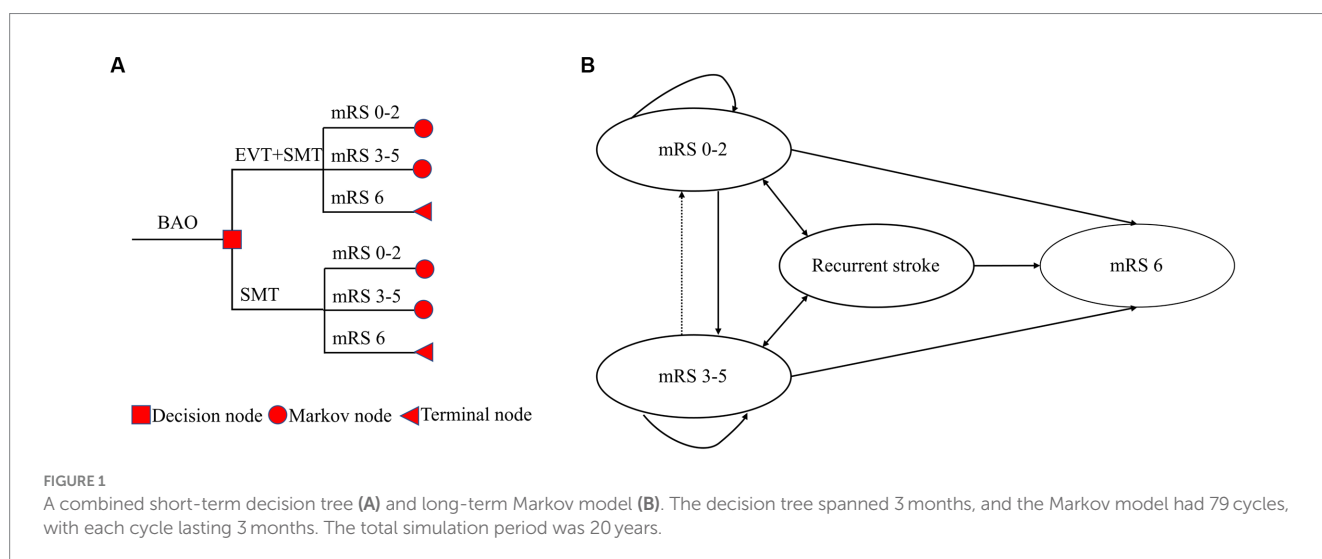 A
B
BAO
EVT+SMT
mRS 0-2
mRS 3-5
mRS 6
SMT
mRS 0-2
mRS 3-5
mRS 6
Decision node Markov node Terminal node
mRS 0-2
Recurrent stroke
mRS 6
mRS 3-5
FIGURE 1
A combined short-term decision tree (A) and long-term Markov model (B). The decision tree spanned 3 months, and the Markov model had 79 cycles,
with each cycle lasting 3 months. The total simulation period was 20 years.